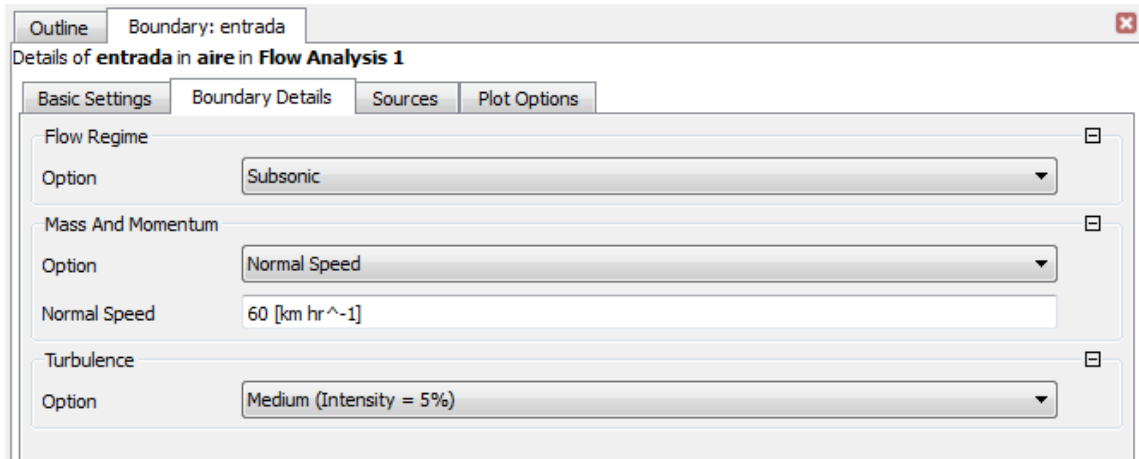 Outline Boundary: entrada
Details of entrada in aire in Flow Analysis 1
Basic Settings Boundary Details Sources Plot Options
Flow Regime
Option Subsonic
Mass And Momentum
Option Normal Speed
Normal Speed 60 [km hr^-1]
Turbulence
Option Medium (Intensity = 5%)